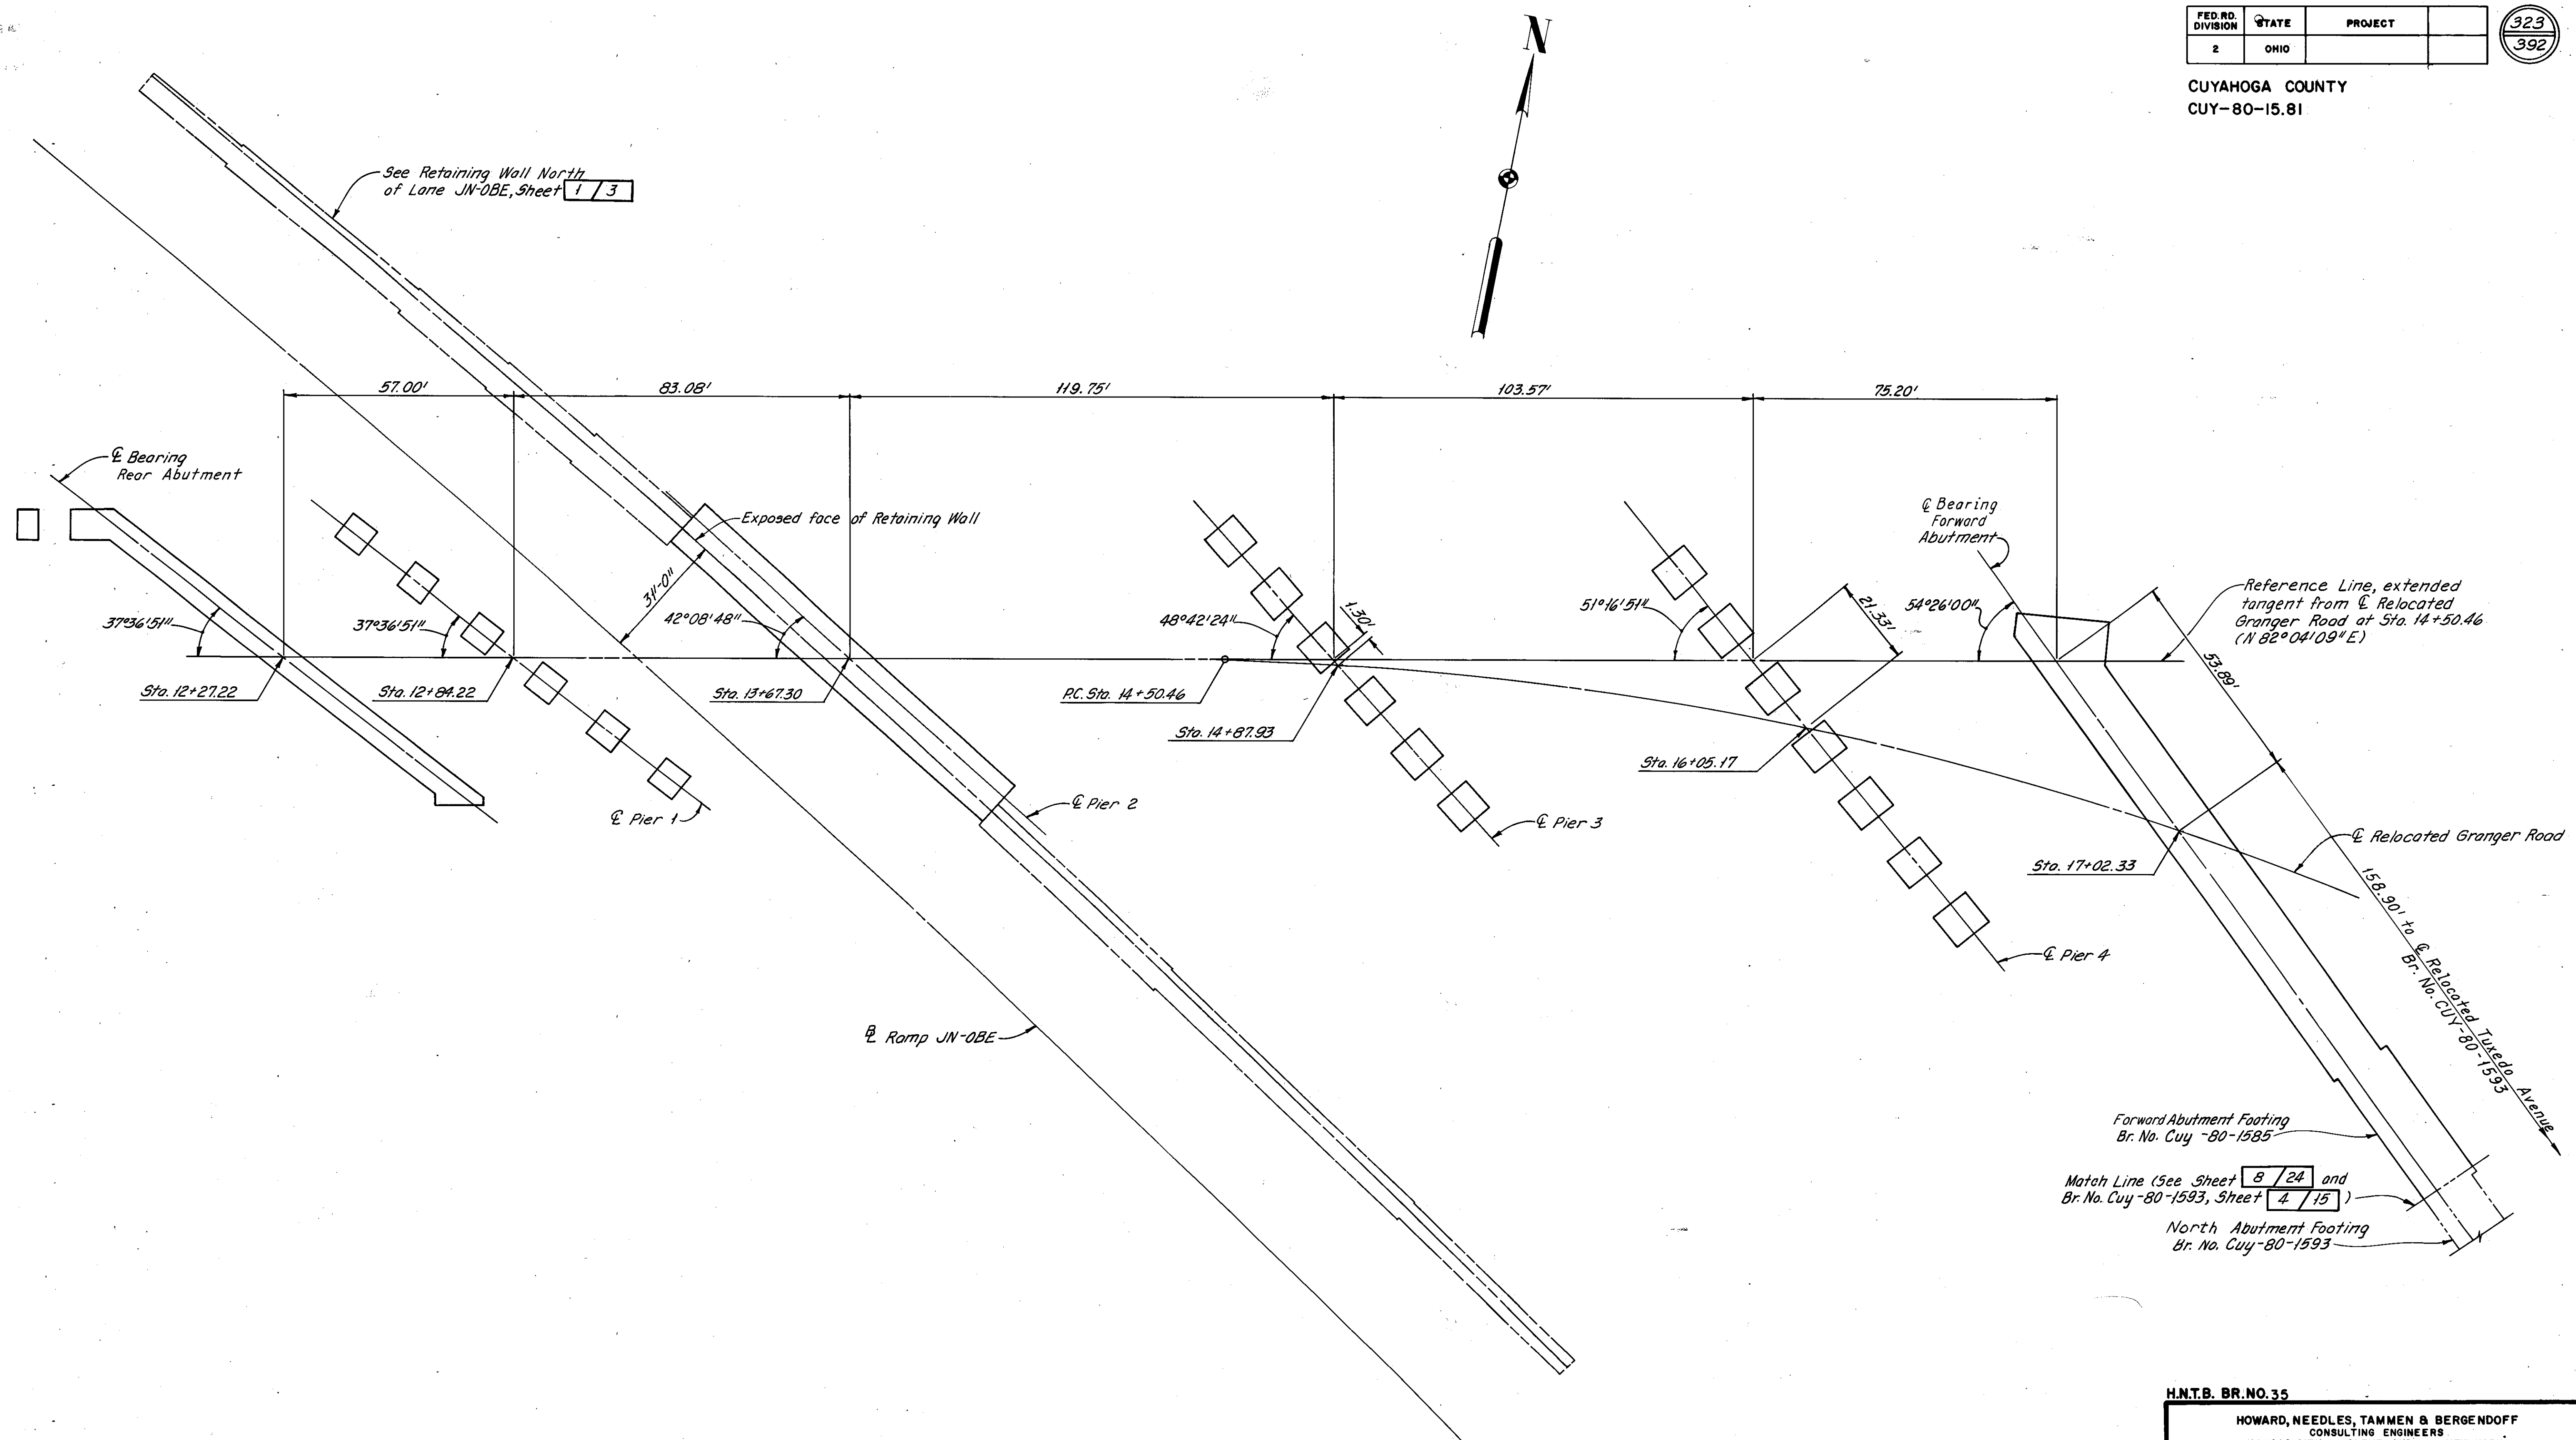 FED. RD. DIVISION STATE PROJECT
2 OHIO
323
392
CUYAHOGA COUNTY
CUY-80-15.81
N
See Retaining Wall North
of Lane JN-OBE, Sheet 1 / 3
57.00'
83.08'
119.75'
103.57'
75.20'
℄ Bearing
Rear Abutment
Exposed face of Retaining Wall
℄ Bearing
Forward
Abutment
31'-0"
37°36'51"
37°36'51"
42°08'48"
48°42'24"
1.30'
51°16'51"
21.33'
54°26'00"
Reference Line, extended
tangent from ℄ Relocated
Granger Road at Sta. 14+50.46
(N 82°04'09" E)
53.89'
Sta. 12+27.22
Sta. 12+84.22
Sta. 13+67.30
P.C. Sta. 14+50.46
Sta. 14+87.93
Sta. 16+05.17
Sta. 17+02.33
℄ Pier 1
℄ Pier 2
℄ Pier 3
℄ Pier 4
℄ Relocated Granger Road
158.90' to ℄ Relocated Tuxedo Avenue
Br. No. CUY-80-1593
Ramp JN-OBE
Forward Abutment Footing
Br. No. Cuy-80-1585
Match Line (See Sheet 8 / 24 and
Br. No. Cuy-80-1593, Sheet 4 / 15 )
North Abutment Footing
Br. No. Cuy-80-1593
H.N.T.B. BR. NO. 35
HOWARD, NEEDLES, TAMMEN & BERGENDOFF
CONSULTING ENGINEERS